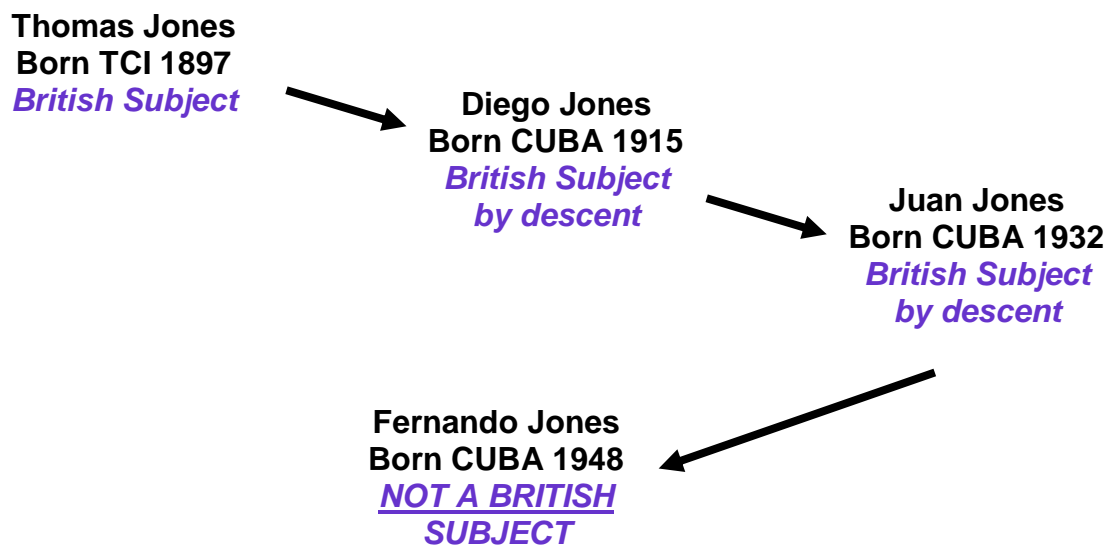 Thomas Jones
Born TCI 1897
British Subject
Diego Jones
Born CUBA 1915
British Subject
by descent
Juan Jones
Born CUBA 1932
British Subject
by descent
Fernando Jones
Born CUBA 1948
NOT A BRITISH
SUBJECT